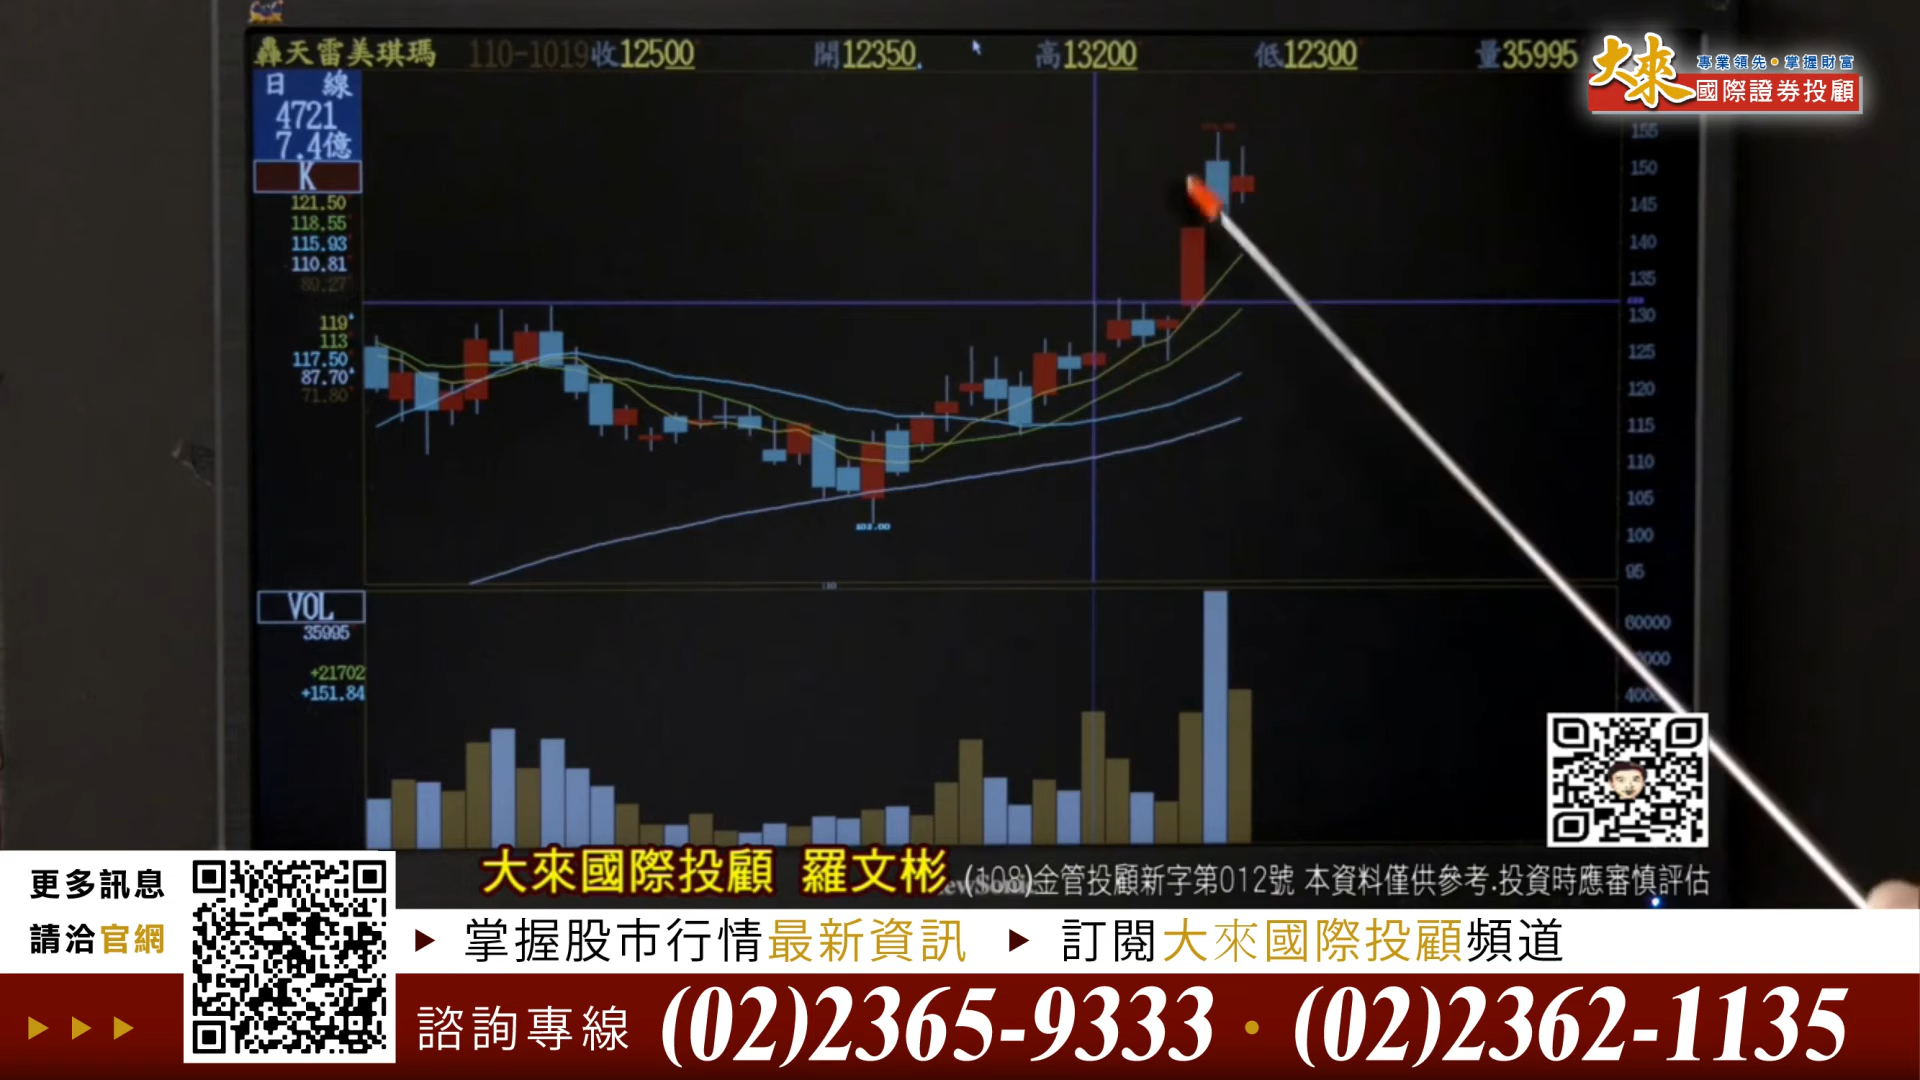 轟天雷美琪瑪 110-1019收12500 開12350. 高13200 低12300 量35995
大來
專業領先•掌握財富
國際證券投顧
日線
4721
7.4億
K
121.50
118.55
115.93
110.81
119
113
117.50
87.70
71.80
155
150
145
140
135
130
125
120
115
110
105
100
95
VOL
35995
+21702
+151.84
60000
大來國際投顧 羅文彬 (108)金管投顧新字第012號 本資料僅供參考.投資時應審慎評估
更多訊息
請洽官網
掌握股市行情最新資訊 訂閱大來國際投顧頻道
諮詢專線 (02)2365-9333•(02)2362-1135